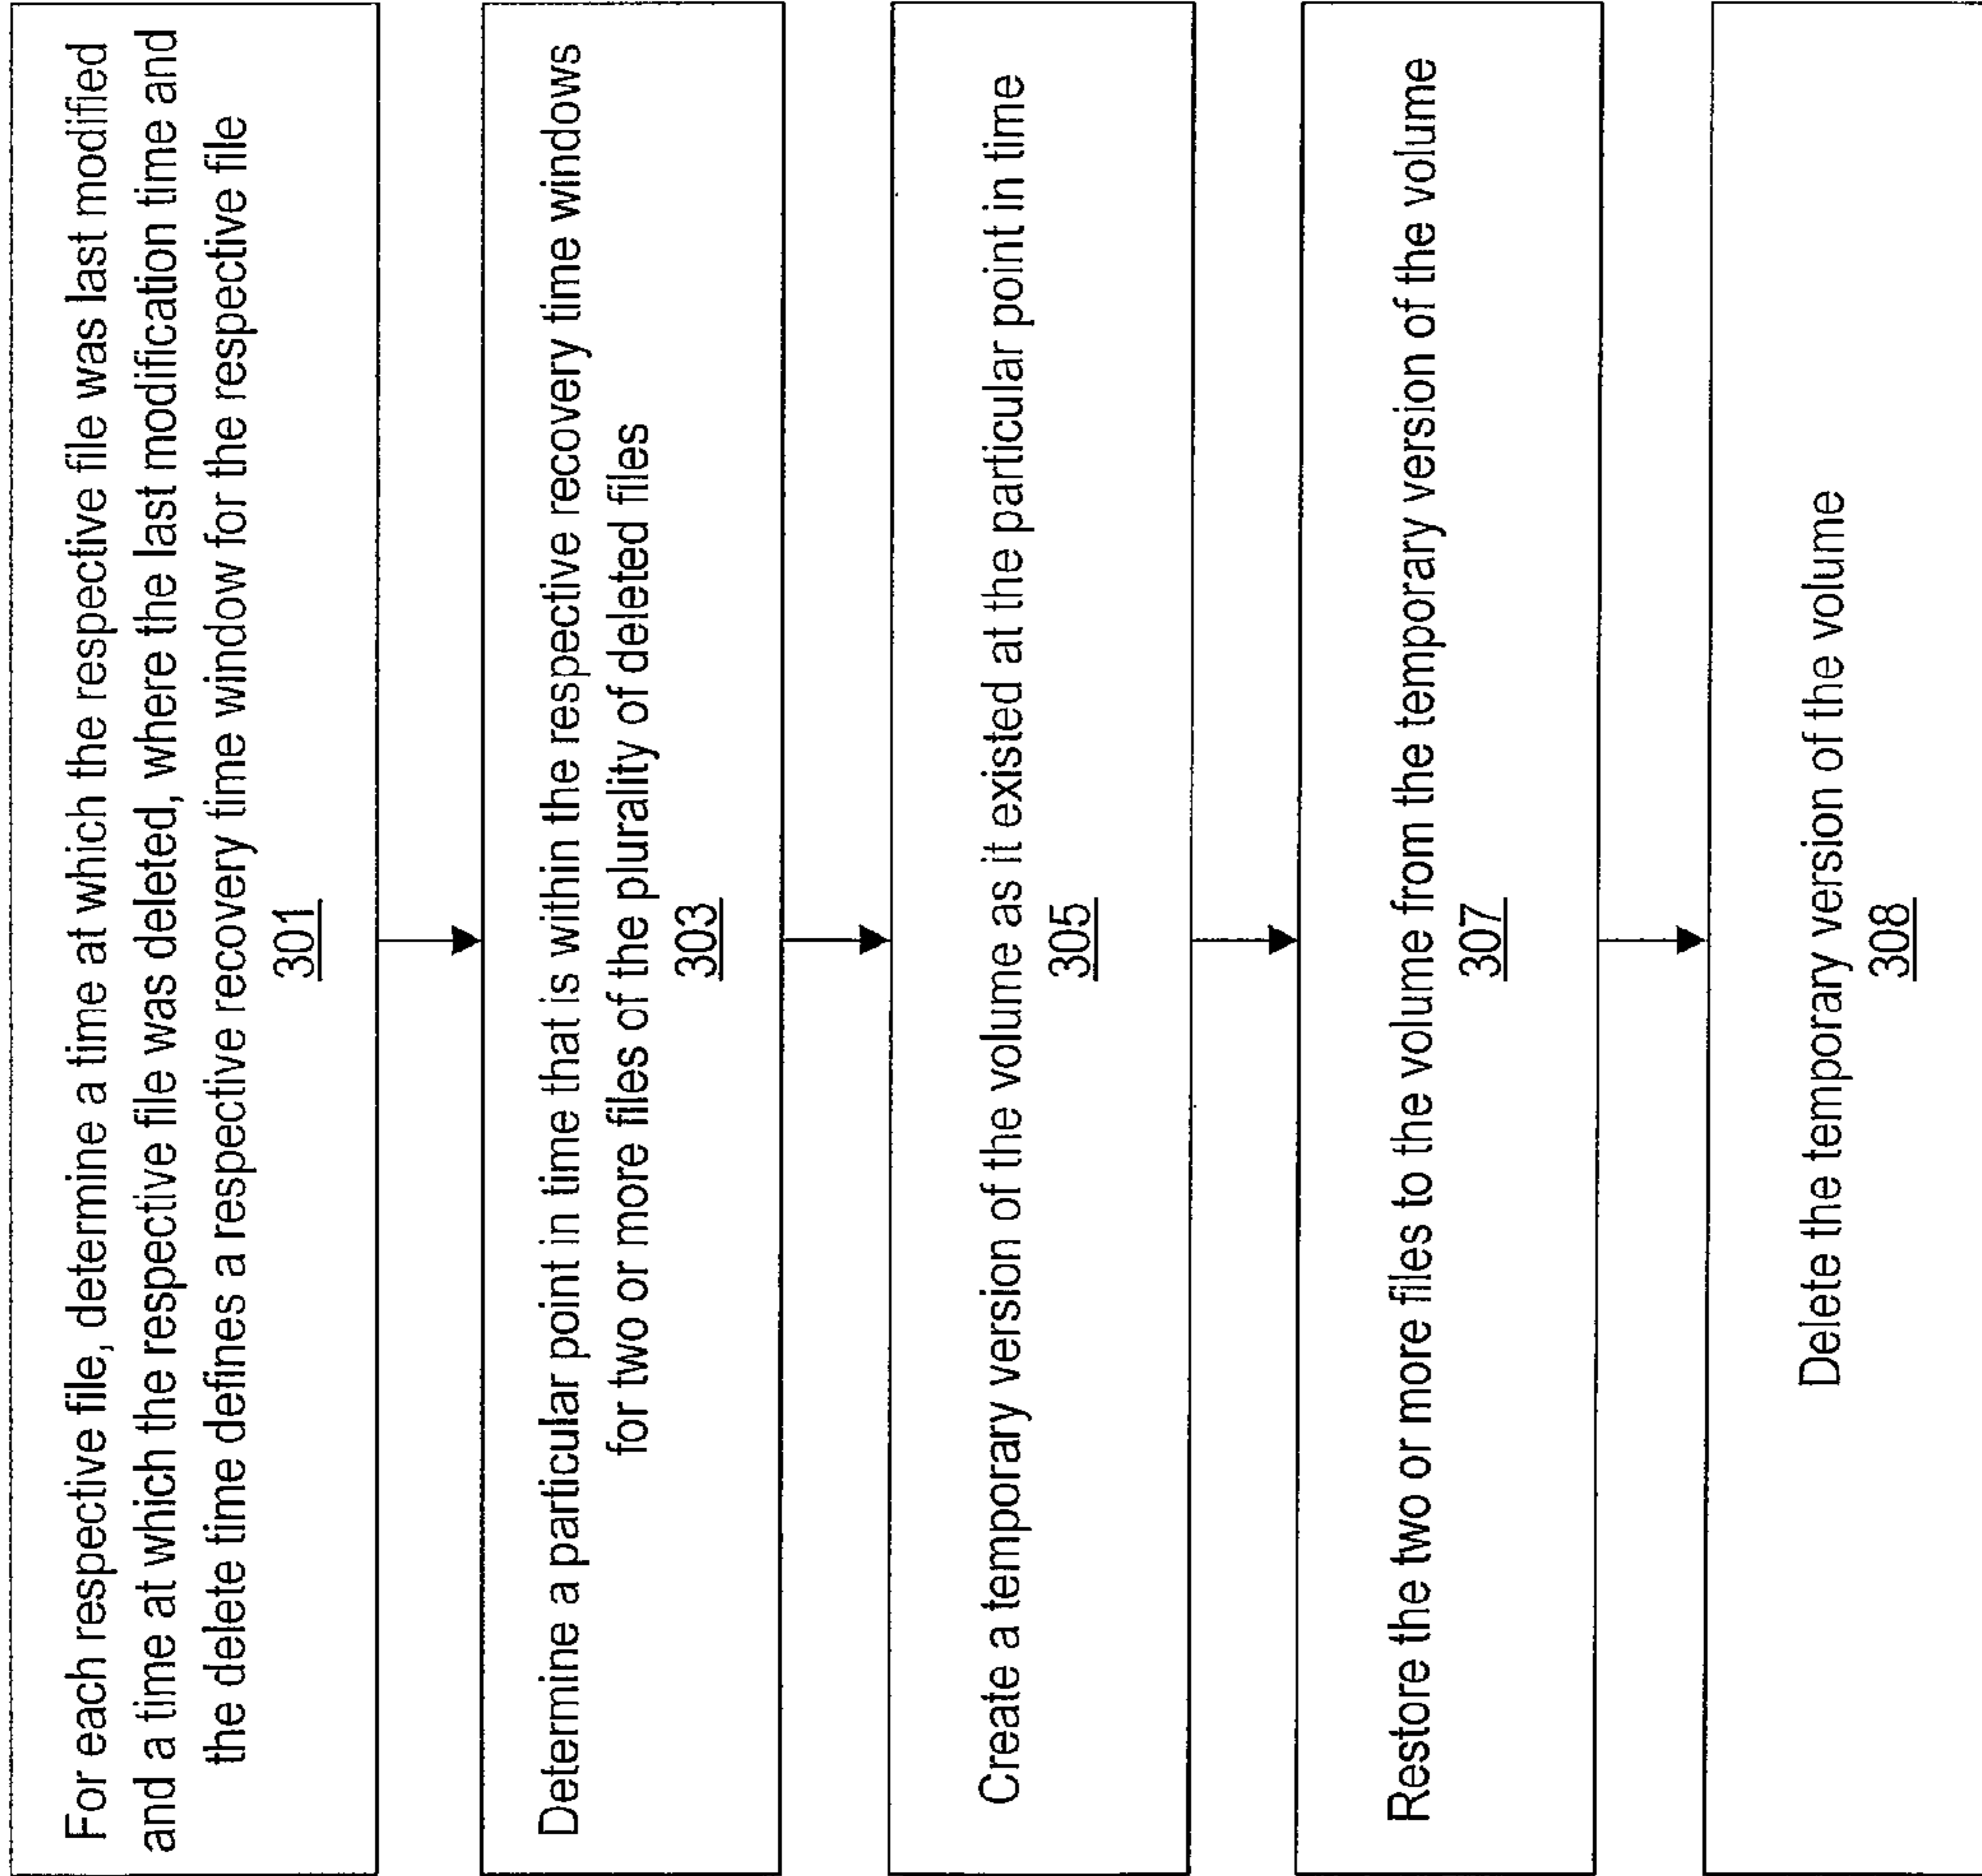 For each respective file, determine a time at which the respective file was last modified
and a time at which the respective file was deleted, where the last modification time and
the delete time defines a respective recovery time window for the respective file
301
Determine a particular point in time that is within the respective recovery time windows
for two or more files of the plurality of deleted files
303
Create a temporary version of the volume as it existed at the particular point in time
305
Restore the two or more files to the volume from the temporary version of the volume
307
Delete the temporary version of the volume
308